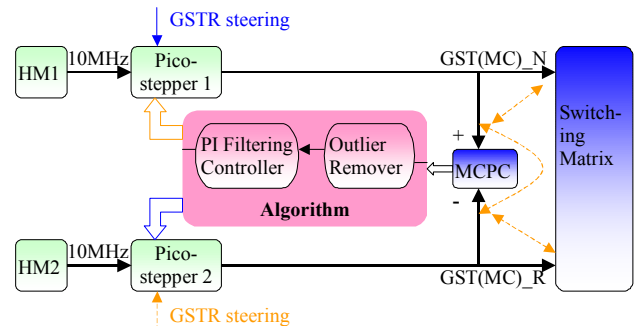 GSTR steering
HM1
10MHz
Pico-
stepper 1
GST(MC)_N
Switch-
ing
Matrix
PI Filtering
Controller
Outlier
Remover
+
MCPC
-
Algorithm
HM2
10MHz
Pico-
stepper 2
GST(MC)_R
GSTR steering